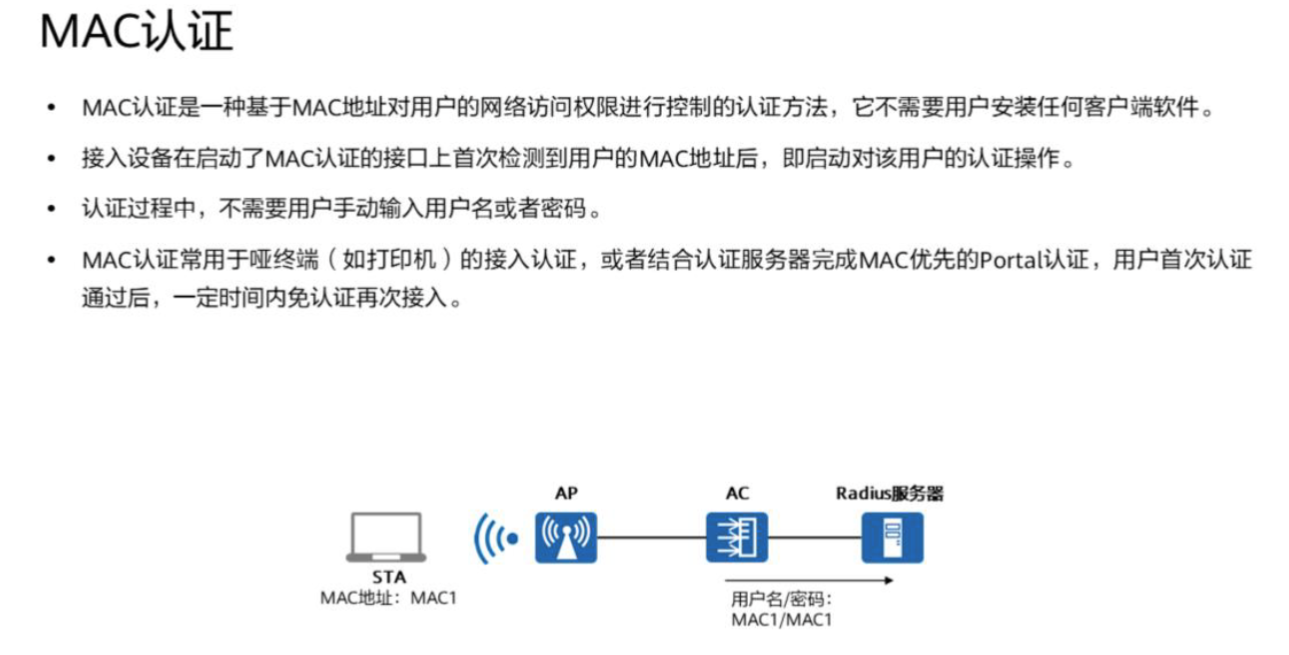 MAC认证
• MAC认证是一种基于MAC地址对用户的网络访问权限进行控制的认证方法，它不需要用户安装任何客户端软件。
• 接入设备在启动了MAC认证的接口上首次检测到用户的MAC地址后，即启动对该用户的认证操作。
• 认证过程中，不需要用户手动输入用户名或者密码。
• MAC认证常用于哑终端（如打印机）的接入认证，或者结合认证服务器完成MAC优先的Portal认证，用户首次认证
通过后，一定时间内免认证再次接入。
AP
AC
Radius服务器
STA
MAC地址：MAC1
用户名/密码：
MAC1/MAC1